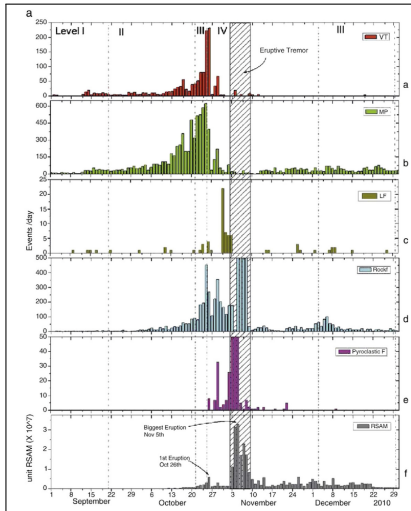 a
Level I II III IV III
250
200
150
100
50
0
Eruptive Tremor
VT
a
600
450
300
150
0
MP
b
25
20
15
10
5
0
Events /day
LF
c
500
400
300
200
100
0
Rockf
d
50
40
30
20
10
0
Pyroclastic F
e
unit RSAM (X 10^7)
3
2
1
0
Biggest Eruption
Nov 5th
1st Eruption
Oct 26th
RSAM
f
1 8 15 22 29 6 13 20 27 3 10 17 24 1 8 15 22 29
September October November December 2010